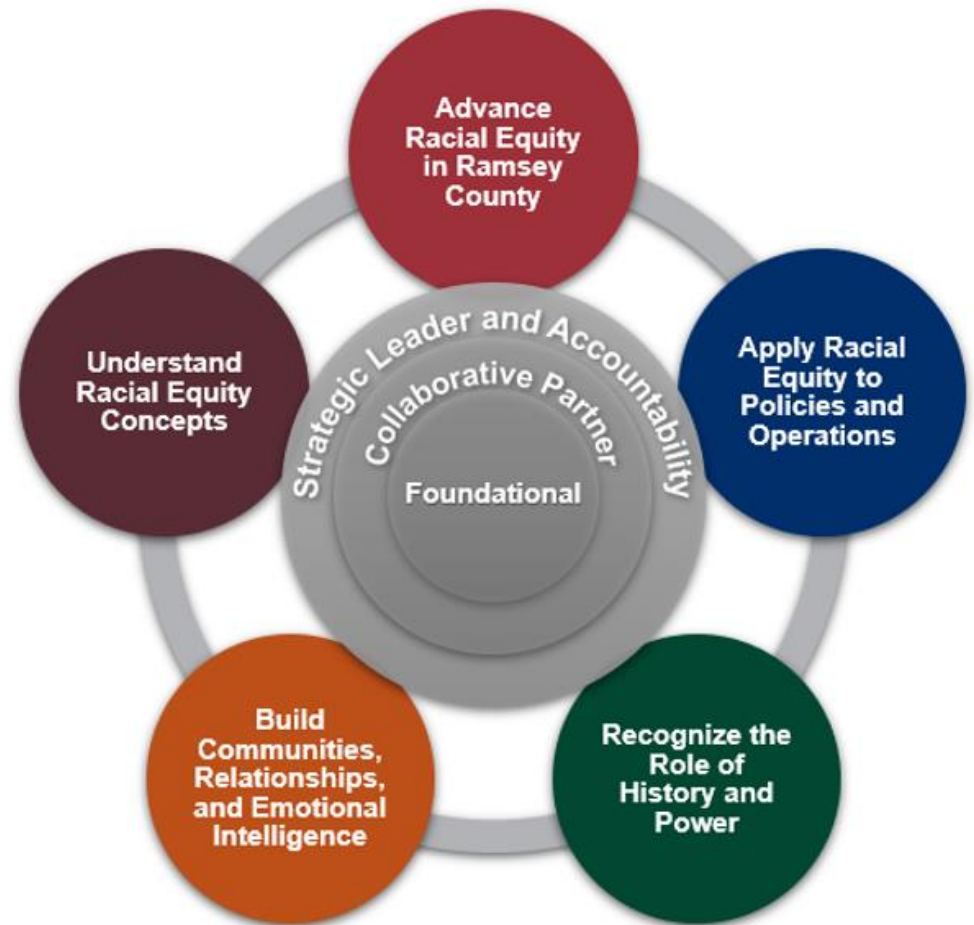 Advance
Racial Equity
in Ramsey
County
Understand
Racial Equity
Concepts
Strategic Leader and Accountability
Collaborative Partner
Foundational
Apply Racial
Equity to
Policies and
Operations
Build
Communities,
Relationships,
and Emotional
Intelligence
Recognize the
Role of
History and
Power